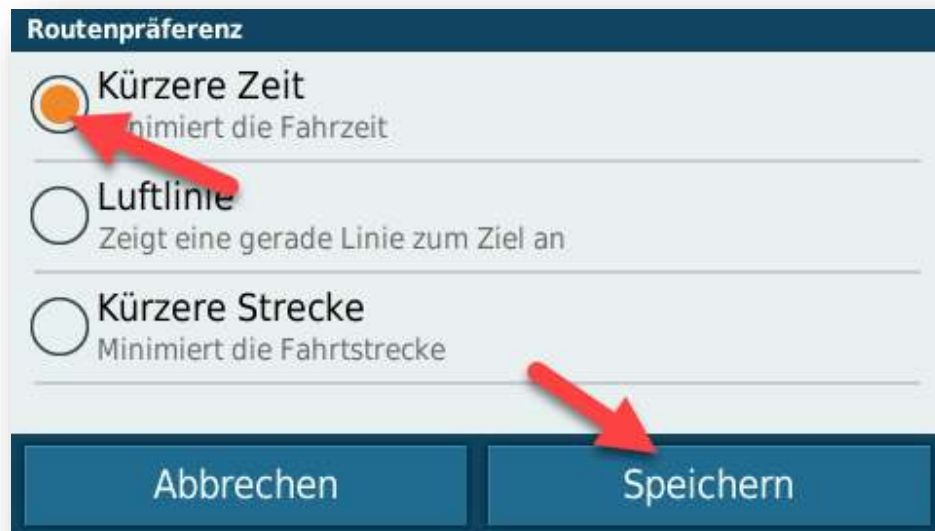 Routenpräferenz
Kürzere Zeit
Minimiert die Fahrzeit
Luftlinie
Zeigt eine gerade Linie zum Ziel an
Kürzere Strecke
Minimiert die Fahrtstrecke
Abbrechen
Speichern